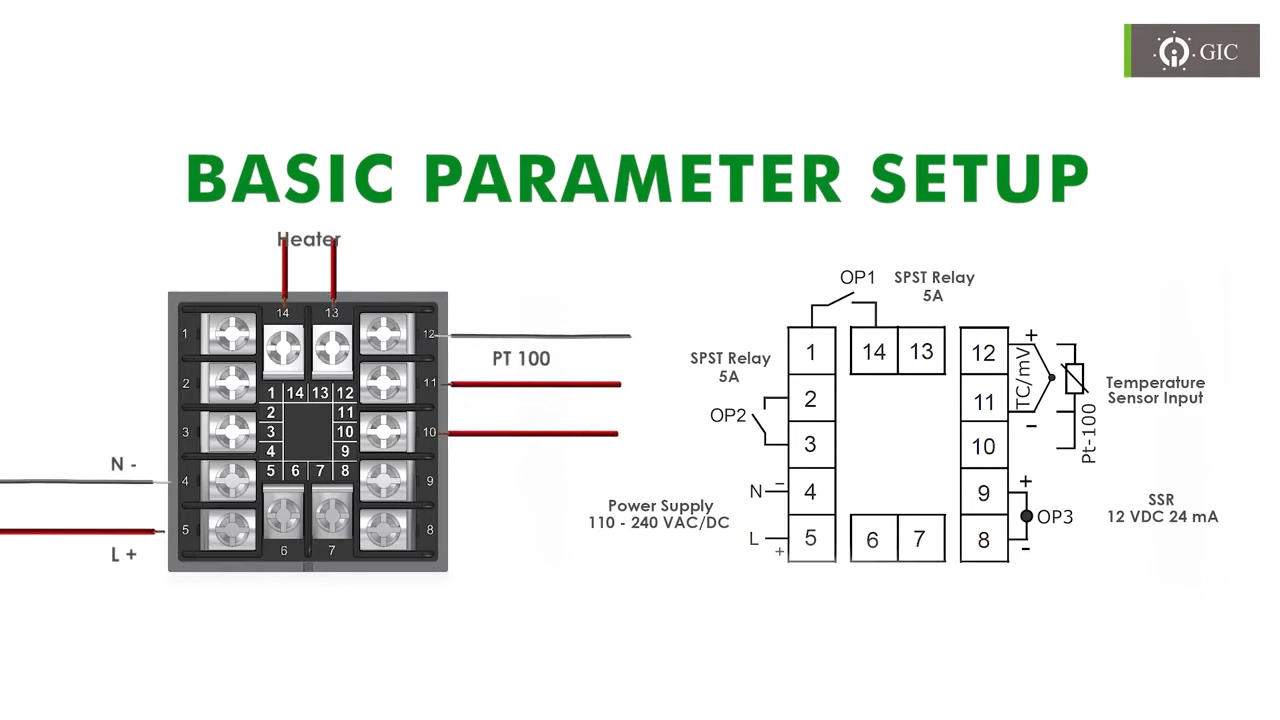 GIC
BASIC PARAMETER SETUP
Heater
14 13
1 12
2 11
3 10
4 9
5 8
6 7
1 14 13 12
2 11
3 10
4 9
5 6 7 8
PT 100
N -
L +
OP1
SPST Relay
5A
SPST Relay
5A
OP2
Power Supply
110 - 240 VAC/DC
N −
L +
1 14 13 12
2 11
3 10
4 9
5 6 7 8
+
TC/mV
-
Pt-100
Temperature
Sensor Input
+
OP3
-
SSR
12 VDC 24 mA